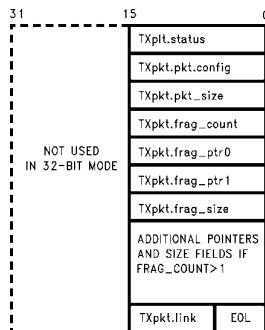 31
15
0
TXplt.status
TXpkt.pkt.config
TXpkt.pkt_size
TXpkt.frag_count
NOT USED
IN 32-BIT MODE
TXpkt.frag_ptr0
TXpkt.frag_ptr1
TXpkt.frag_size
ADDITIONAL POINTERS
AND SIZE FIELDS IF
FRAG_COUNT>1
TXpkt.link
EOL